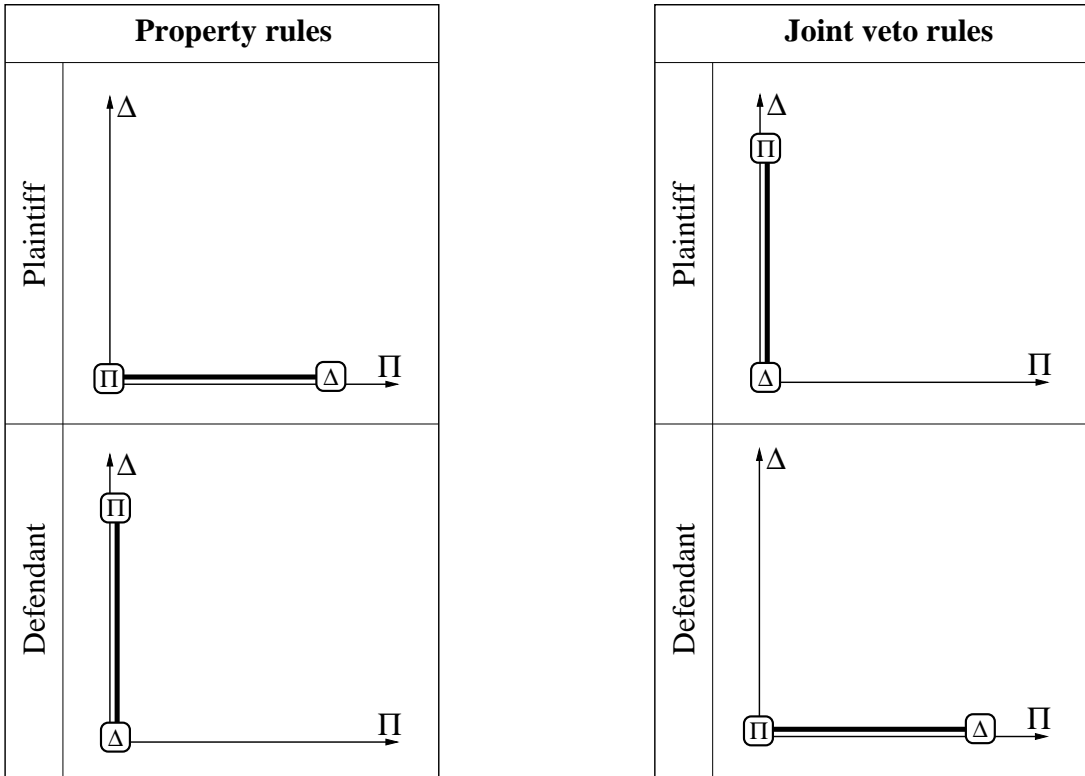 Property rules
Plaintiff
Δ
Π
Δ
Π
Defendant
Δ
Π
Δ
Π
Joint veto rules
Plaintiff
Δ
Π
Δ
Π
Defendant
Δ
Π
Δ
Π